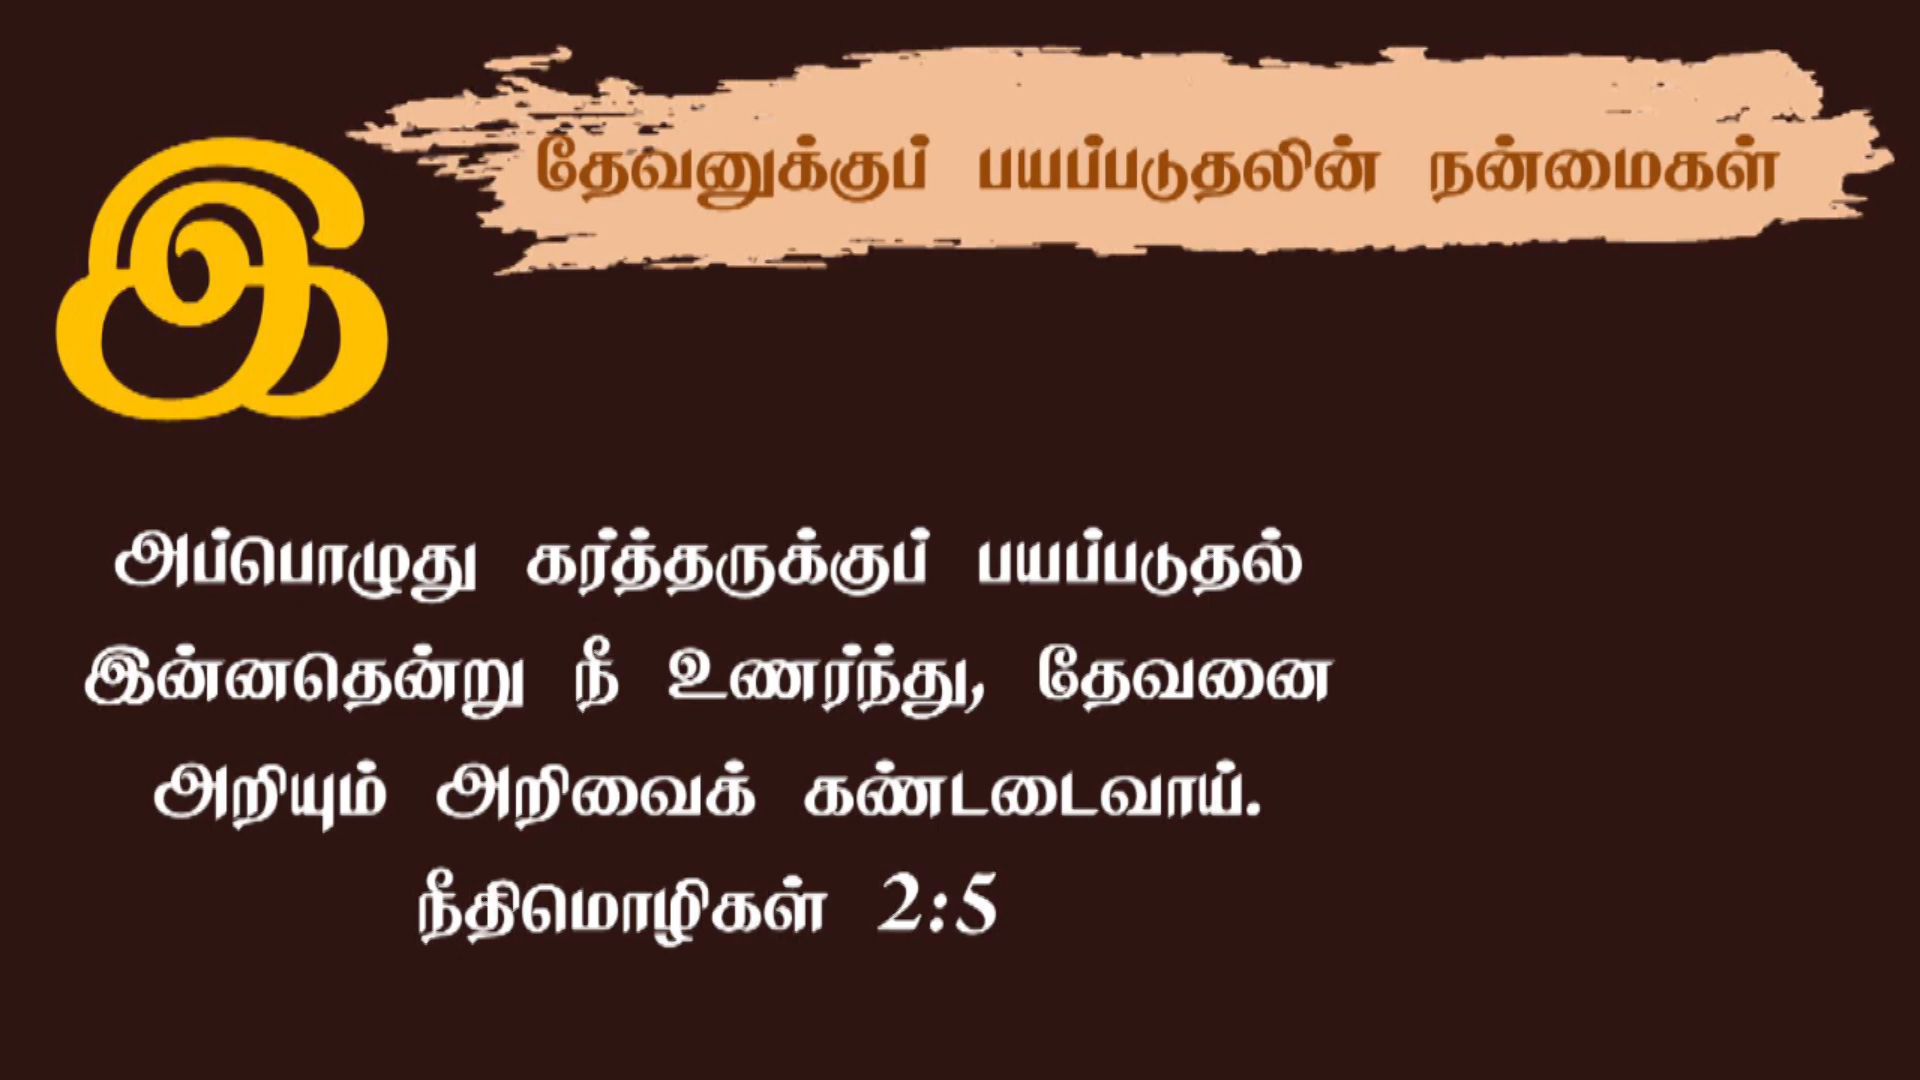 தேவனுக்குப் பயப்படுதலின் நன்மைகள்
இ
அப்பொழுது கர்த்தருக்குப் பயப்படுதல்
இன்னதென்று நீ உணர்ந்து, தேவனை
அறியும் அறிவைக் கண்டடைவாய்.
நீதிமொழிகள் 2:5